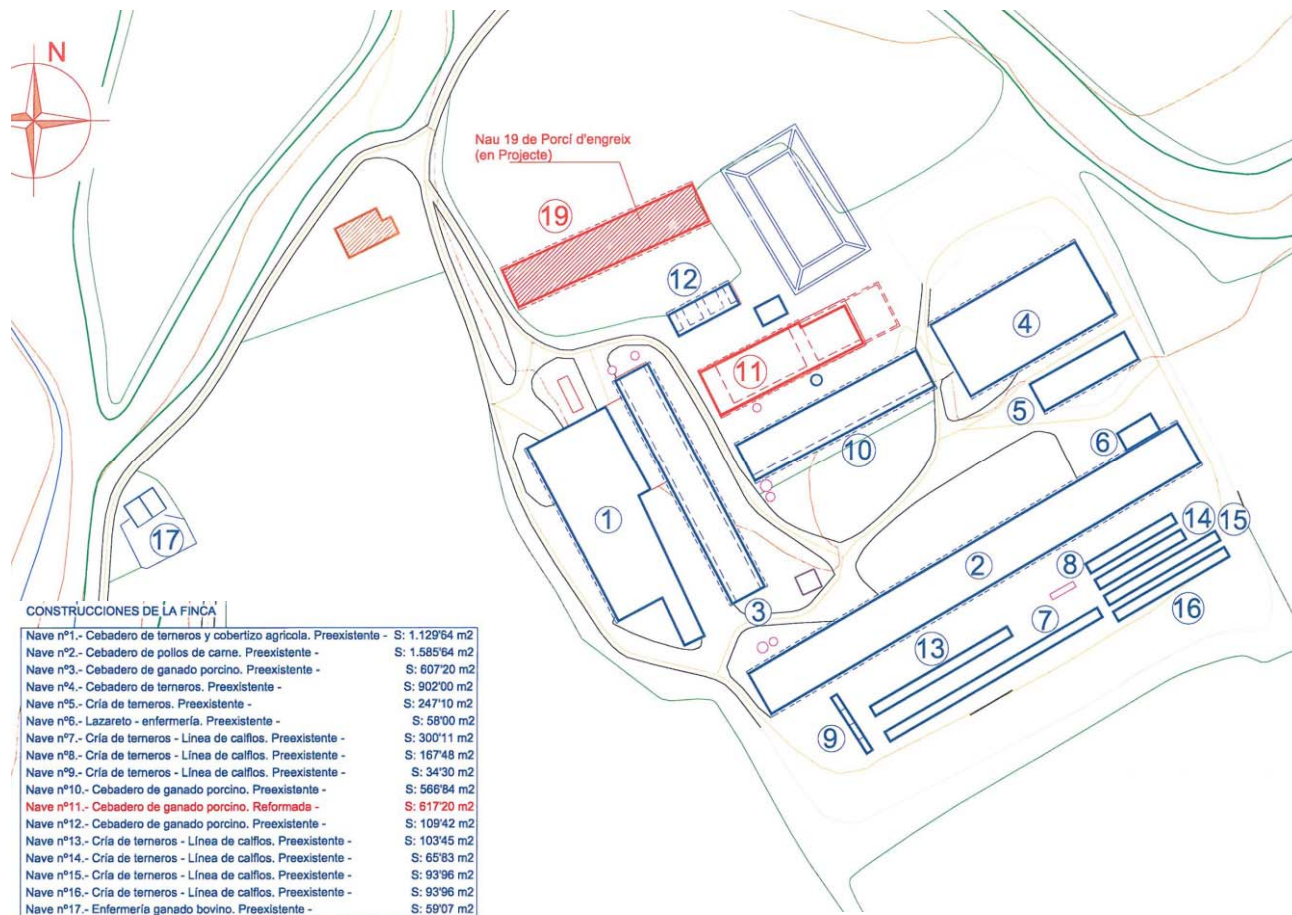 N
Nau 19 de Porcí d'engreix
(en Projecte)
19
12
4
11
5
10
6
1
17
14
15
2
8
3
7
16
13
9
CONSTRUCCIONES DE LA FINCA
Nave nº1.- Cebadero de terneros y cobertizo agricola. Preexistente - S: 1.129'64 m2
Nave nº2.- Cebadero de pollos de carne. Preexistente - S: 1.585'64 m2
Nave nº3.- Cebadero de ganado porcino. Preexistente - S: 607'20 m2
Nave nº4.- Cebadero de terneros. Preexistente - S: 902'00 m2
Nave nº5.- Cría de terneros. Preexistente - S: 247'10 m2
Nave nº6.- Lazareto - enfermería. Preexistente - S: 58'00 m2
Nave nº7.- Cría de terneros - Línea de calflos. Preexistente - S: 300'11 m2
Nave nº8.- Cría de terneros - Línea de calflos. Preexistente - S: 167'48 m2
Nave nº9.- Cría de terneros - Línea de calflos. Preexistente - S: 34'30 m2
Nave nº10.- Cebadero de ganado porcino. Preexistente - S: 566'84 m2
Nave nº11.- Cebadero de ganado porcino. Reformada - S: 617'20 m2
Nave nº12.- Cebadero de ganado porcino. Preexistente - S: 109'42 m2
Nave nº13.- Cría de terneros - Línea de calflos. Preexistente - S: 103'45 m2
Nave nº14.- Cría de terneros - Línea de calflos. Preexistente - S: 65'83 m2
Nave nº15.- Cría de terneros - Línea de calflos. Preexistente - S: 93'96 m2
Nave nº16.- Cría de terneros - Línea de calflos. Preexistente - S: 93'96 m2
Nave nº17.- Enfermería ganado bovino. Preexistente - S: 59'07 m2